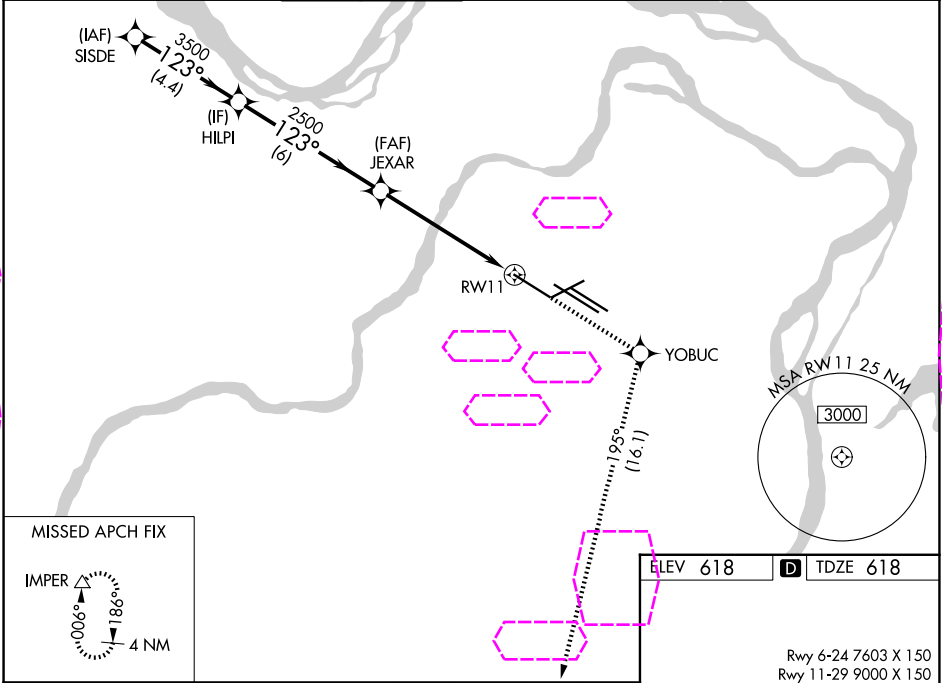 (IAF)
SISDE
3500
123°
(4.4)
(IF)
HILPI
2500
123°
(6)
(FAF)
JEXAR
RW11
YOBUC
195°
(16.1)
MSA RW11 25 NM
3000
MISSED APCH FIX
IMPER
006°
186°
4 NM
ELEV 618 D TDZE 618
Rwy 6-24 7603 X 150
Rwy 11-29 9000 X 150